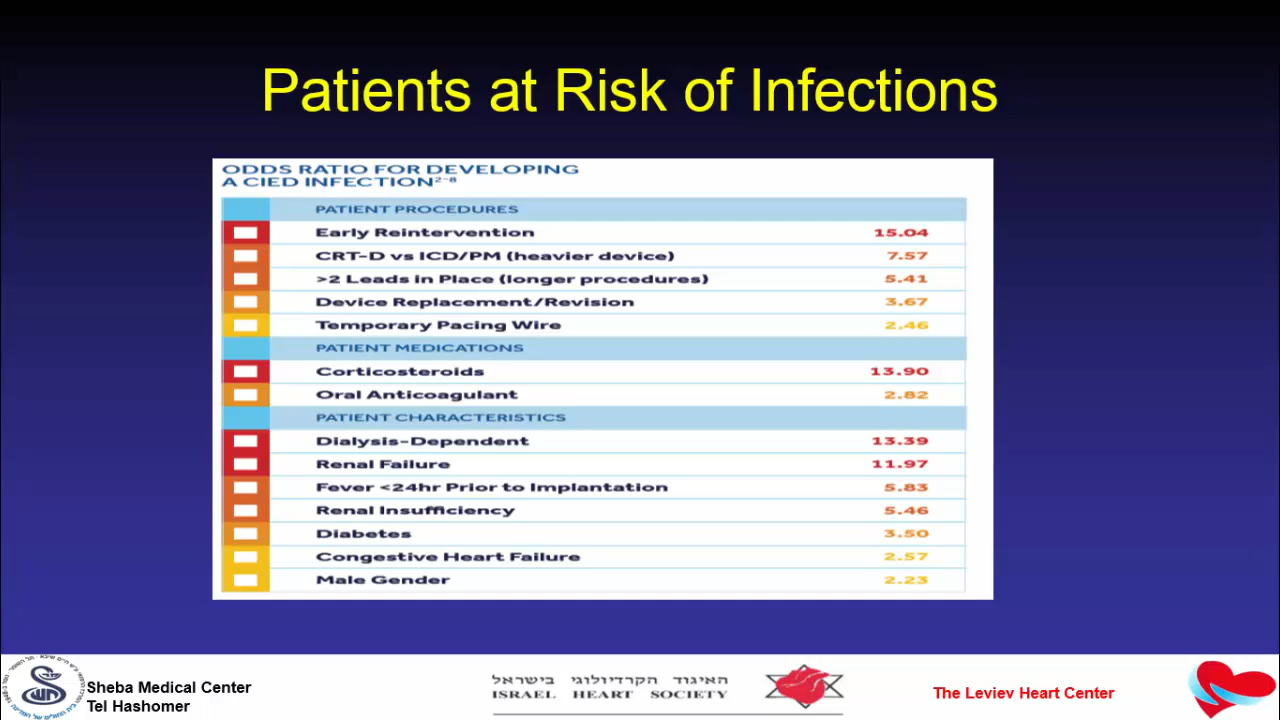 Patients at Risk of Infections
ODDS RATIO FOR DEVELOPING
A CIED INFECTION²⁻⁸
PATIENT PROCEDURES
Early Reintervention 15.04
CRT-D vs ICD/PM (heavier device) 7.57
>2 Leads in Place (longer procedures) 5.41
Device Replacement/Revision 3.67
Temporary Pacing Wire 2.46
PATIENT MEDICATIONS
Corticosteroids 13.90
Oral Anticoagulant 2.82
PATIENT CHARACTERISTICS
Dialysis-Dependent 13.39
Renal Failure 11.97
Fever <24hr Prior to Implantation 5.83
Renal Insufficiency 5.46
Diabetes 3.50
Congestive Heart Failure 2.57
Male Gender 2.23
Sheba Medical Center
Tel Hashomer
האיגוד הקרדיולוגי בישראל
ISRAEL HEART SOCIETY
The Leviev Heart Center